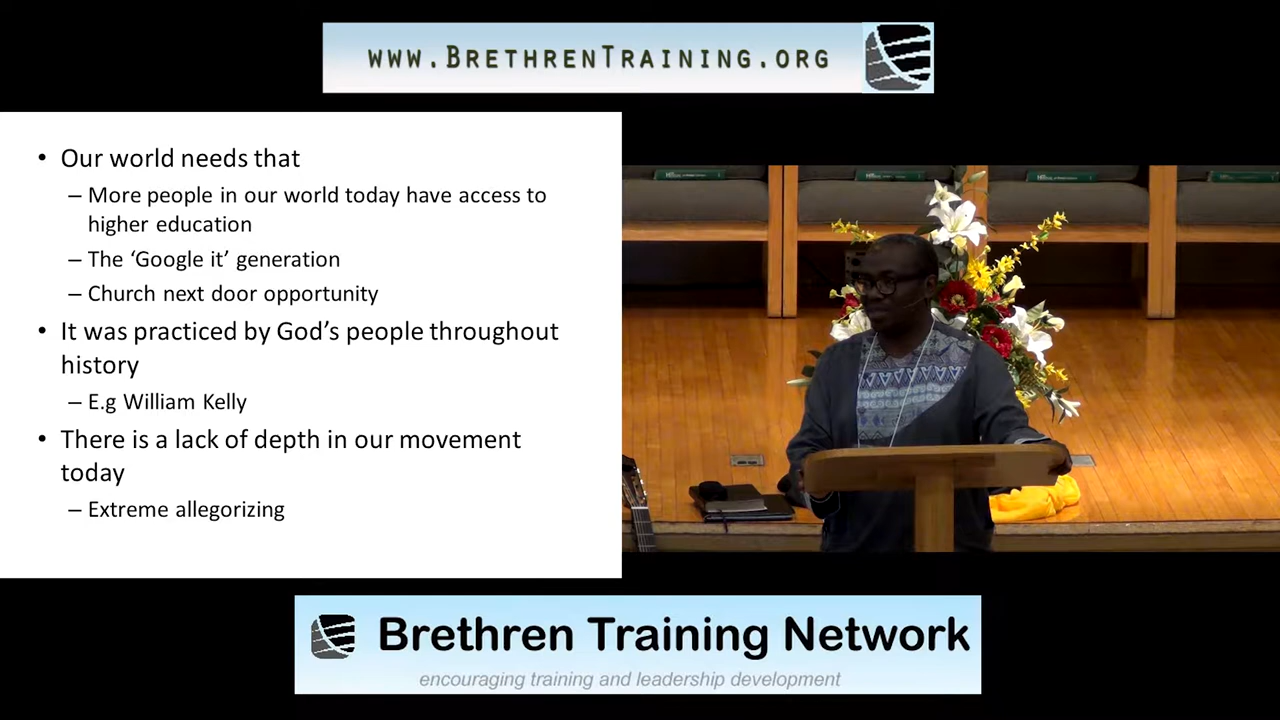 www.BrethrenTraining.org
• Our world needs that
– More people in our world today have access to
higher education
– The ‘Google it’ generation
– Church next door opportunity
• It was practiced by God’s people throughout
history
– E.g William Kelly
• There is a lack of depth in our movement
today
– Extreme allegorizing
Brethren Training Network
encouraging training and leadership development